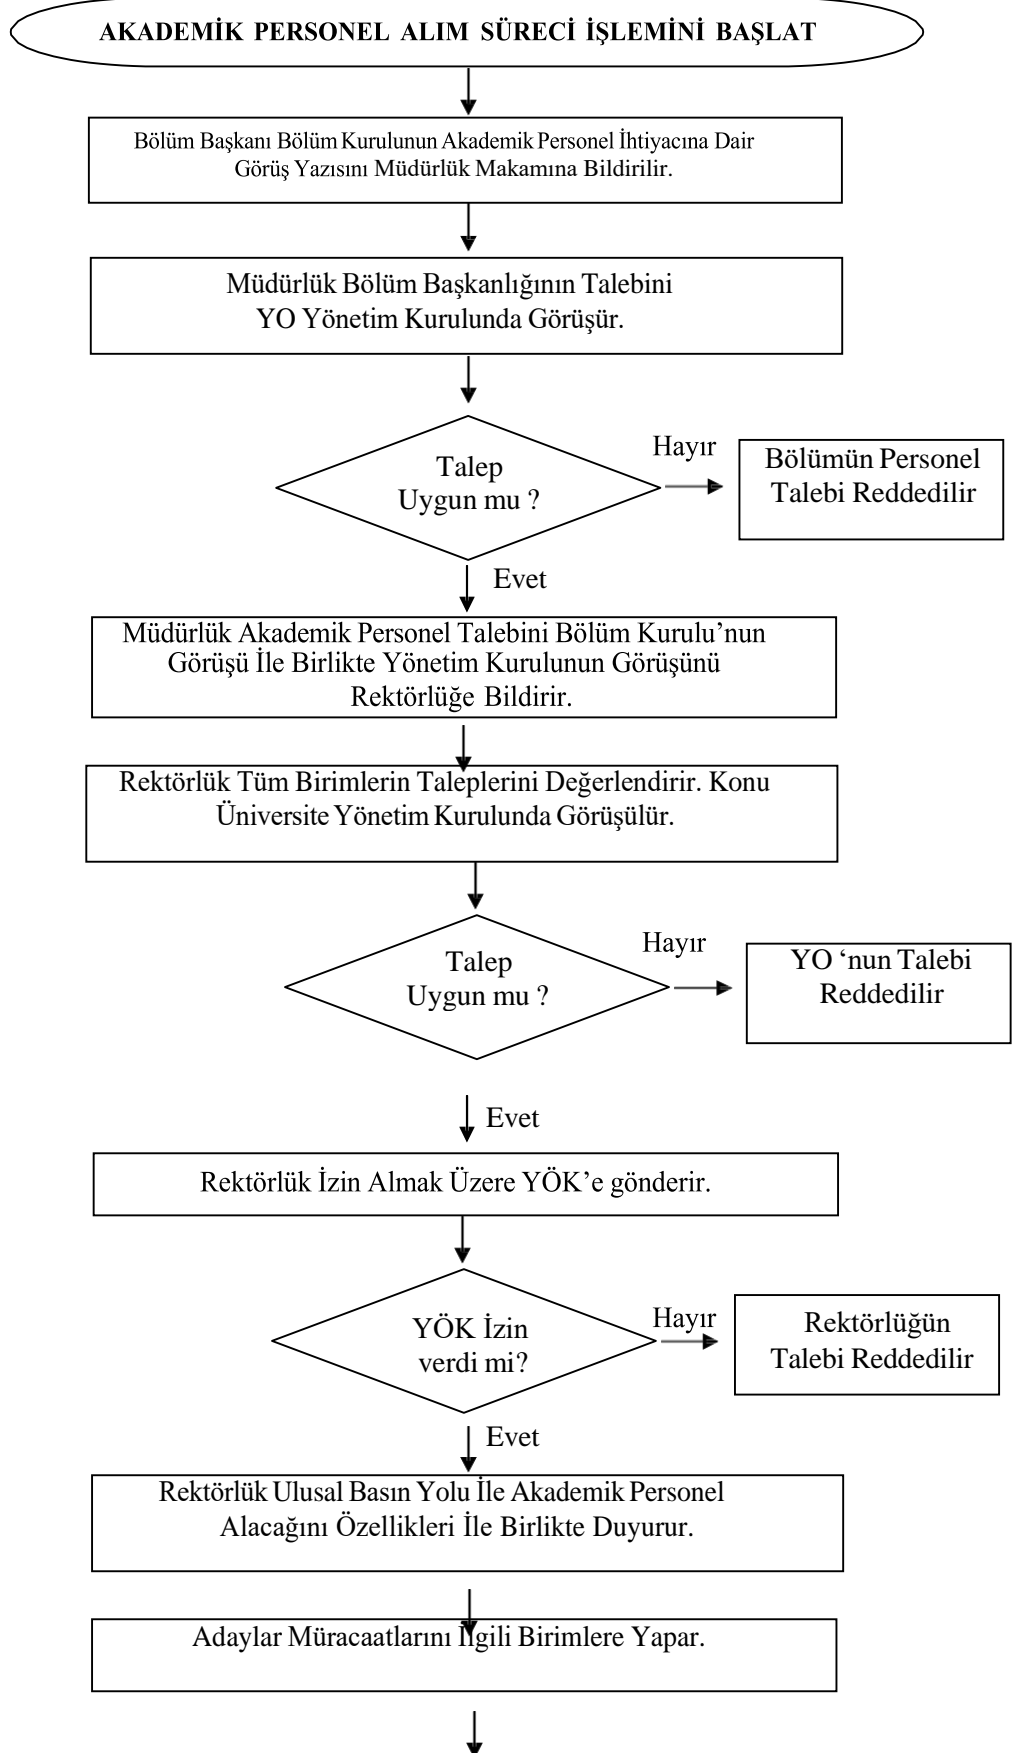 AKADEMİK PERSONEL ALIM SÜRECİ İŞLEMİNİ BAŞLAT
Bölüm Başkanı Bölüm Kurulunun Akademik Personel İhtiyacına Dair
Görüş Yazısını Müdürlük Makamına Bildirilir.
Müdürlük Bölüm Başkanlığının Talebini
YO Yönetim Kurulunda Görüşür.
Talep
Uygun mu ?
Hayır
Bölümün Personel
Talebi Reddedilir
Evet
Müdürlük Akademik Personel Talebini Bölüm Kurulu’nun
Görüşü İle Birlikte Yönetim Kurulunun Görüşünü
Rektörlüğe Bildirir.
Rektörlük Tüm Birimlerin Taleplerini Değerlendirir. Konu
Üniversite Yönetim Kurulunda Görüşülür.
Talep
Uygun mu ?
Hayır
YO ‘nun Talebi
Reddedilir
Evet
Rektörlük İzin Almak Üzere YÖK’e gönderir.
YÖK İzin
verdi mi?
Hayır
Rektörlüğün
Talebi Reddedilir
Evet
Rektörlük Ulusal Basın Yolu İle Akademik Personel
Alacağını Özellikleri İle Birlikte Duyurur.
Adaylar Müracaatlarını İlgili Birimlere Yapar.